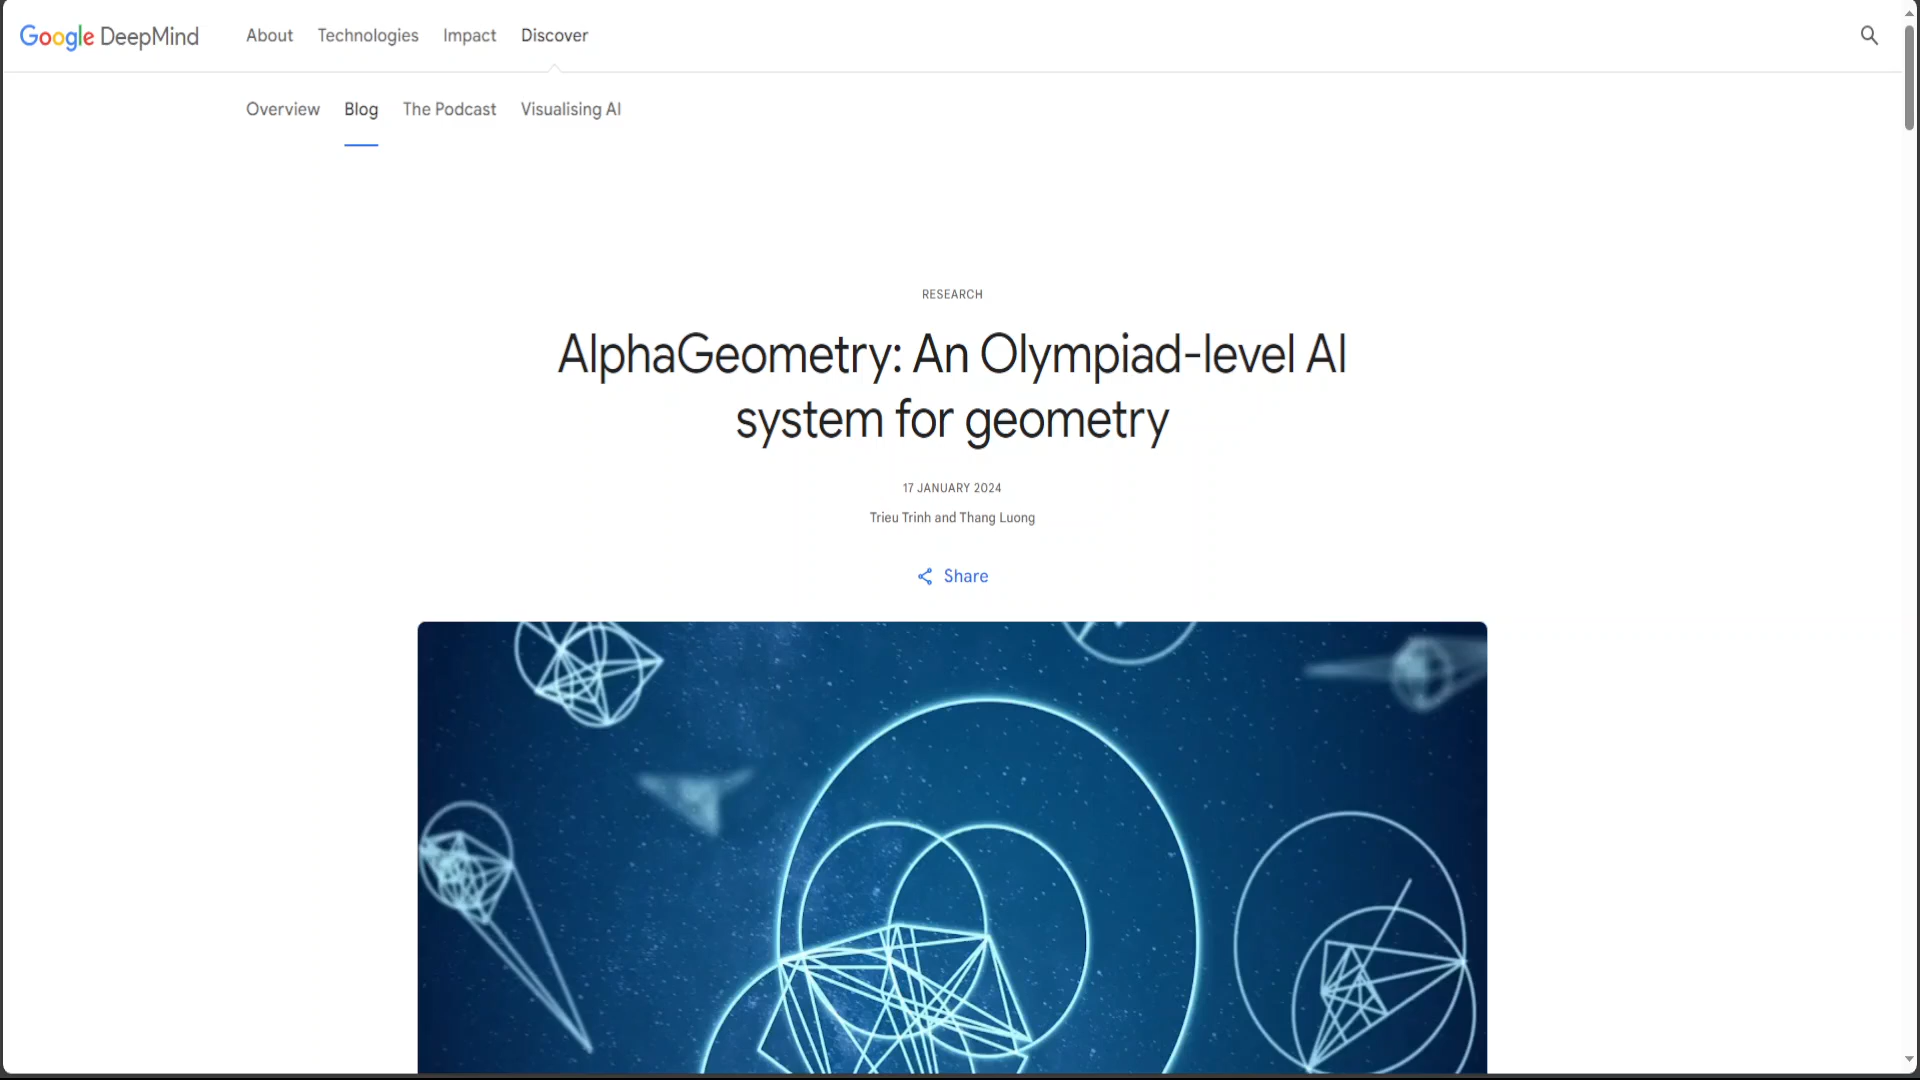 Google DeepMind About Technologies Impact Discover
Overview Blog The Podcast Visualising AI
RESEARCH
AlphaGeometry: An Olympiad-level AI
system for geometry
17 JANUARY 2024
Trieu Trinh and Thang Luong
Share